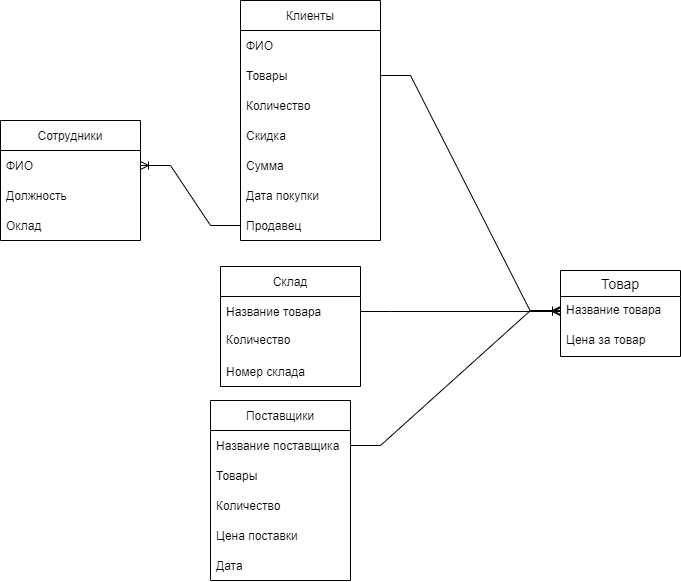 Клиенты
ФИО
Товары
Количество
Скидка
Сумма
Дата покупки
Продавец
Сотрудники
ФИО
Должность
Оклад
Склад
Название товара
Количество
Номер склада
Товар
Название товара
Цена за товар
Поставщики
Название поставщика
Товары
Количество
Цена поставки
Дата